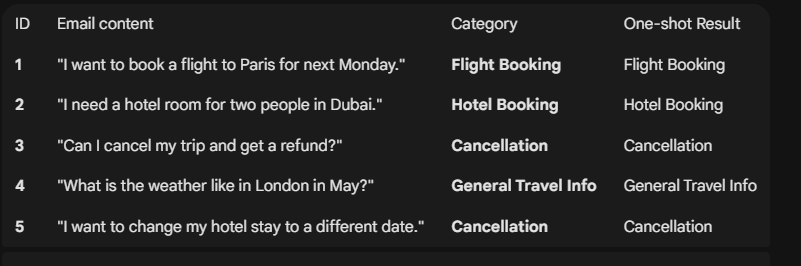 ID Email content Category One-shot Result
1 "I want to book a flight to Paris for next Monday." Flight Booking Flight Booking
2 "I need a hotel room for two people in Dubai." Hotel Booking Hotel Booking
3 "Can I cancel my trip and get a refund?" Cancellation Cancellation
4 "What is the weather like in London in May?" General Travel Info General Travel Info
5 "I want to change my hotel stay to a different date." Cancellation Cancellation